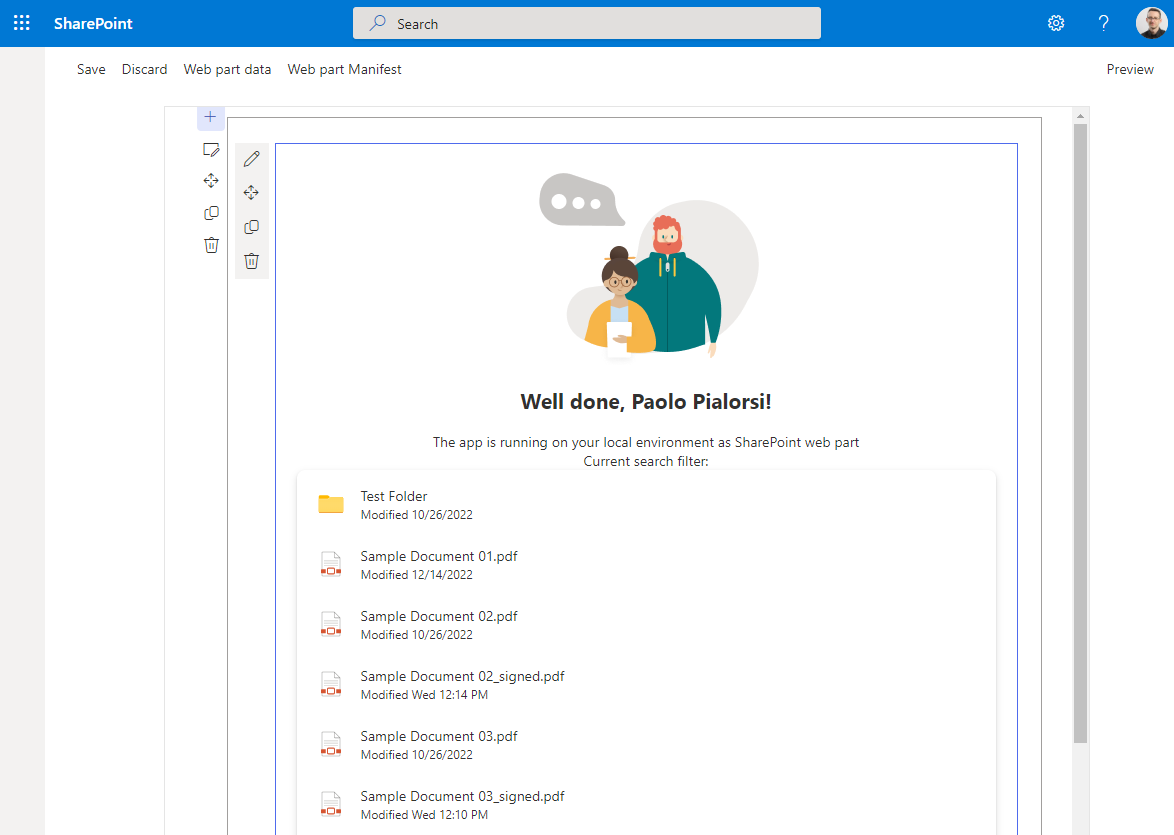 SharePoint
Search
?
Save Discard Web part data Web part Manifest Preview
Well done, Paolo Pialorsi!
The app is running on your local environment as SharePoint web part
Current search filter:
Test Folder
Modified 10/26/2022
Sample Document 01.pdf
Modified 12/14/2022
Sample Document 02.pdf
Modified 10/26/2022
Sample Document 02_signed.pdf
Modified Wed 12:14 PM
Sample Document 03.pdf
Modified 10/26/2022
Sample Document 03_signed.pdf
Modified Wed 12:10 PM